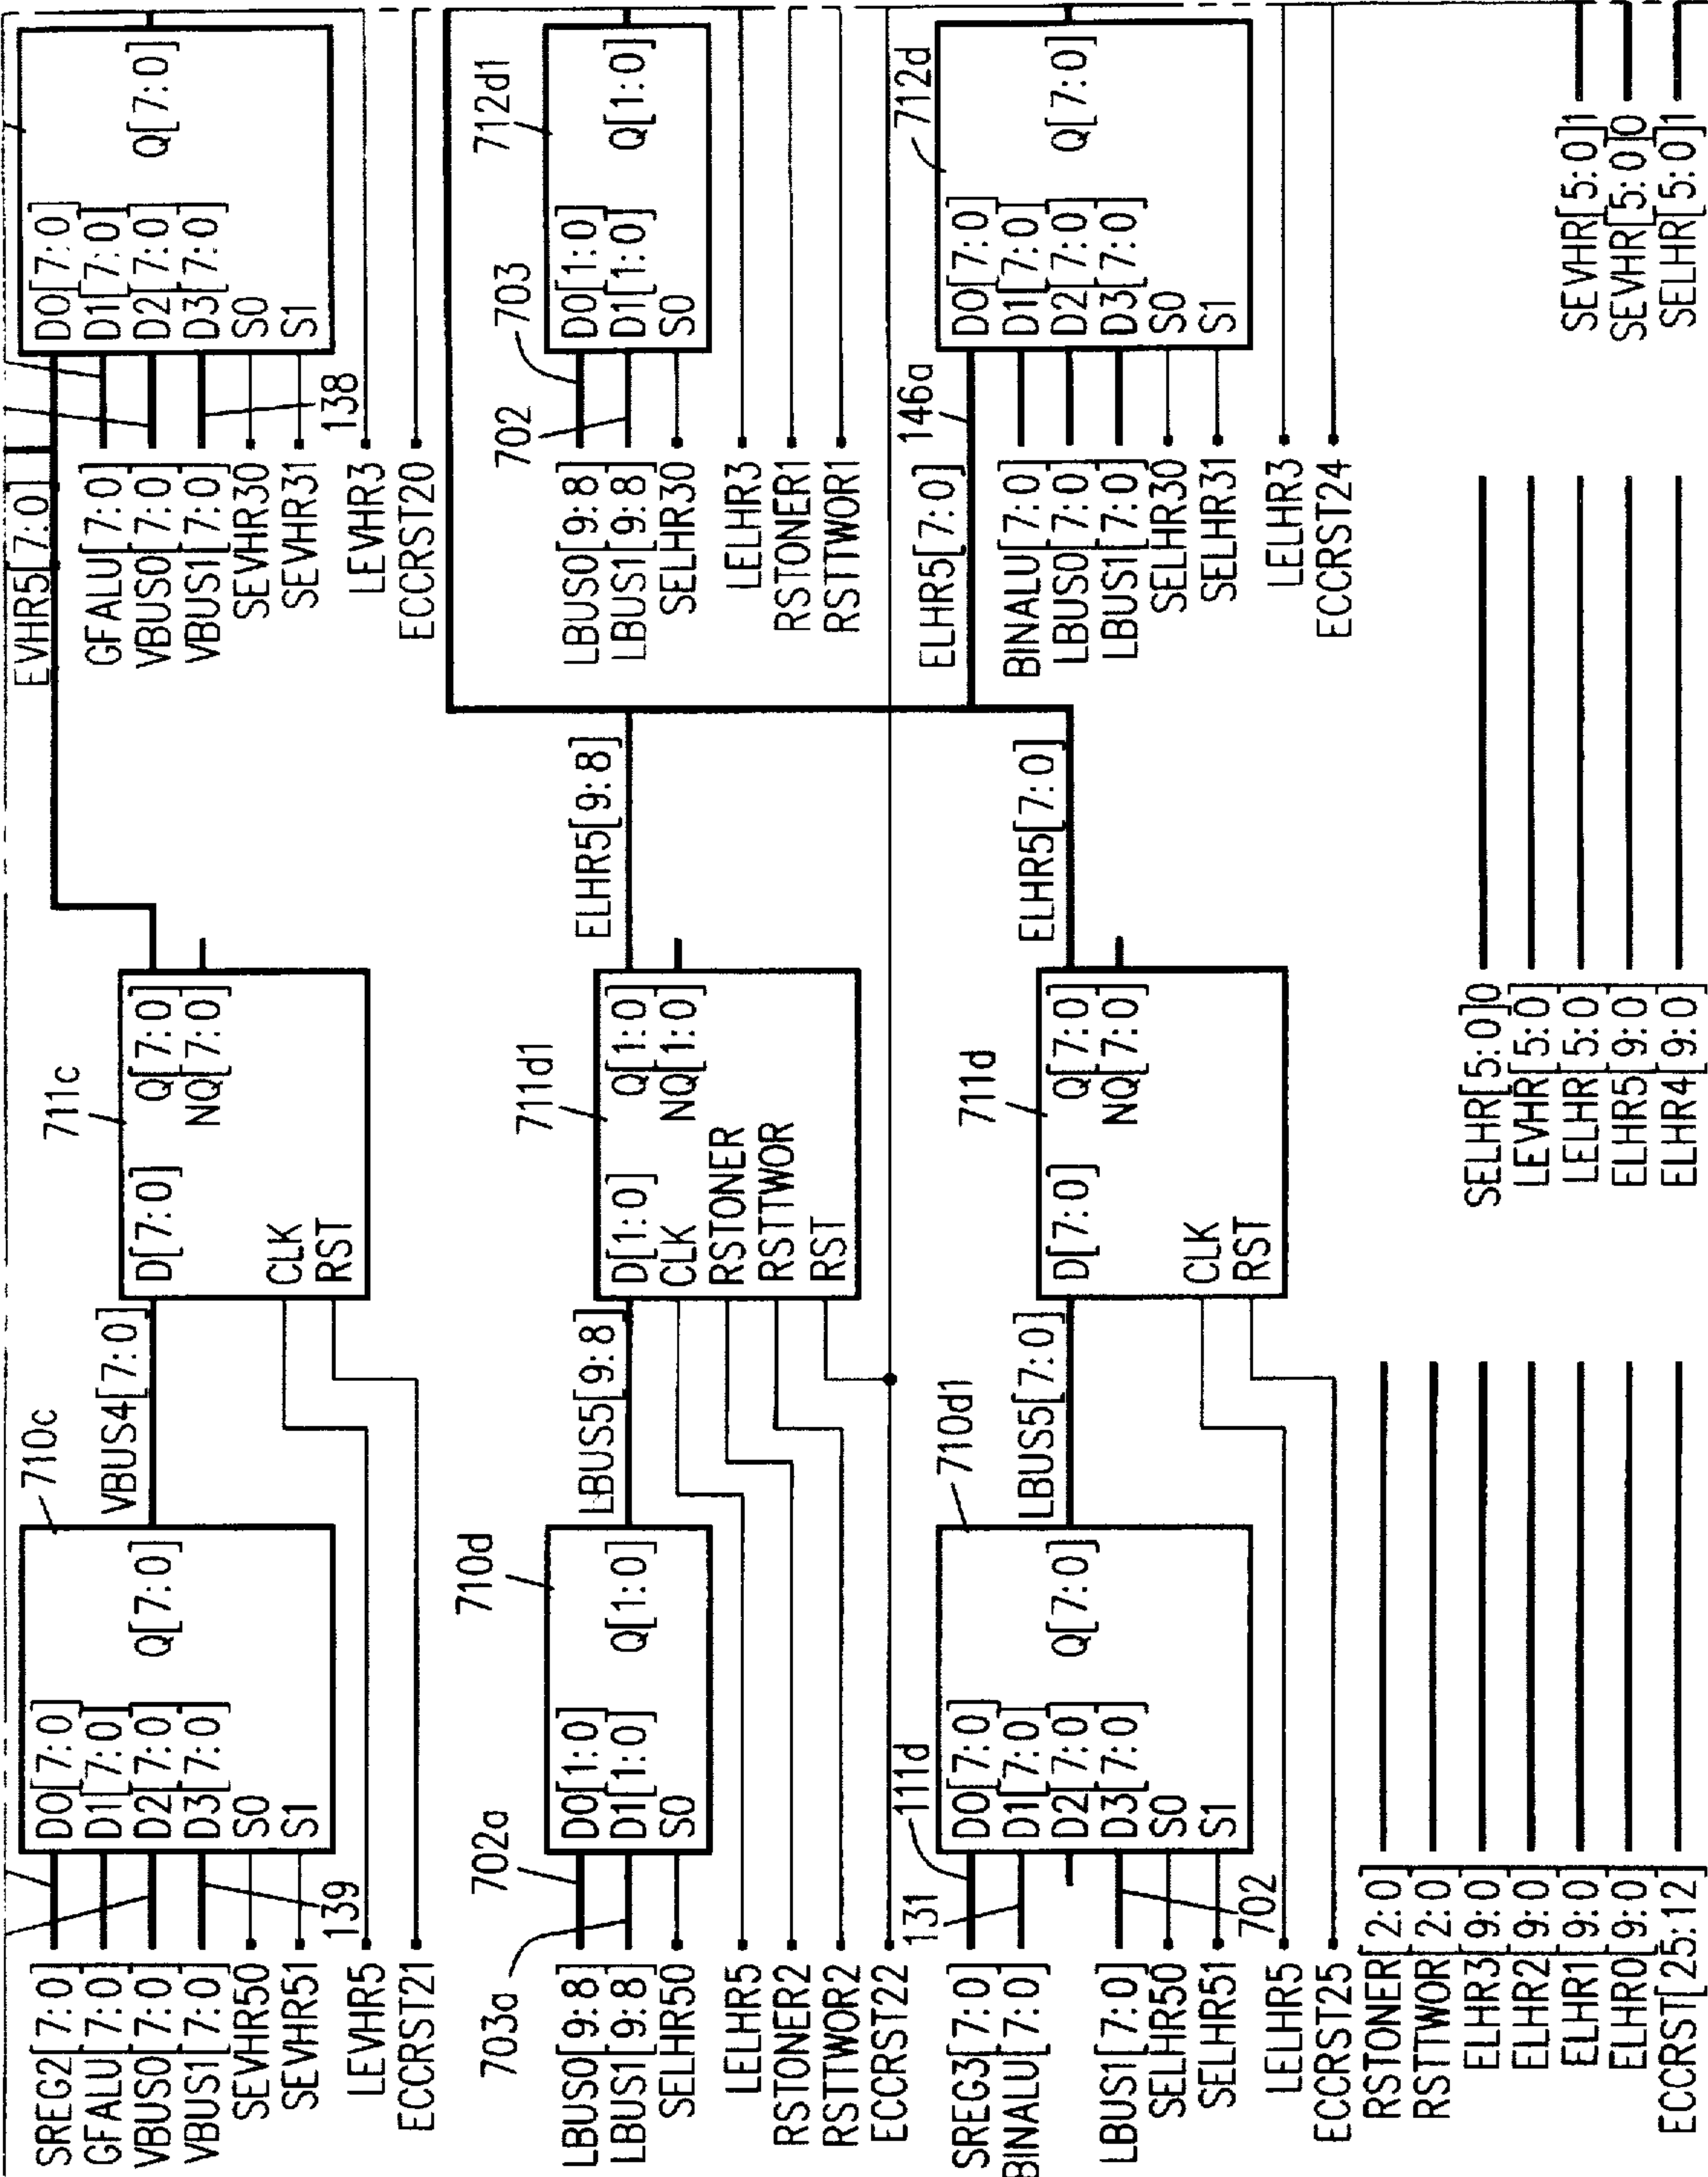 EVHR5[7:0]
711c
710c
VBUS4[7:0]
SREG2[7:0]
GFALU[7:0]
VBUS0[7:0]
VBUS1[7:0]
SEVHR50
SEVHR51
139
LEVHR5
ECCRST21
D0[7:0]
D1[7:0]
D2[7:0]
D3[7:0]
S0
S1
Q[7:0]
D[7:0]
CLK
RST
Q[7:0]
NQ[7:0]
GFALU[7:0]
VBUS0[7:0]
VBUS1[7:0]
SEVHR30
SEVHR31
138
LEVHR3
ECCRST20
D0[7:0]
D1[7:0]
D2[7:0]
D3[7:0]
S0
S1
Q[7:0]
702a
703a
710d
LBUS0[9:8]
LBUS1[9:8]
SELHR50
LELHR5
RSTONER2
RSTTWOR2
ECCRST22
D0[1:0]
D1[1:0]
S0
Q[1:0]
LBUS5[9:8]
711d1
D[1:0]
CLK
RSTONER
RSTTWOR
RST
Q[1:0]
NQ[1:0]
ELHR5[9:8]
702
703
712d1
LBUS0[9:8]
LBUS1[9:8]
SELHR30
LELHR3
RSTONER1
RSTTWOR1
D0[1:0]
D1[1:0]
S0
Q[1:0]
131
111d
710d1
SREG3[7:0]
BINALU[7:0]
LBUS1[7:0]
SELHR50
SELHR51
702
LELHR5
ECCRST25
D0[7:0]
D1[7:0]
D2[7:0]
D3[7:0]
S0
S1
Q[7:0]
LBUS5[7:0]
711d
D[7:0]
CLK
RST
Q[7:0]
NQ[7:0]
ELHR5[7:0]
ELHR5[7:0]
146a
712d
BINALU[7:0]
LBUS0[7:0]
LBUS1[7:0]
SELHR30
SELHR31
LELHR3
ECCRST24
D0[7:0]
D1[7:0]
D2[7:0]
D3[7:0]
S0
S1
Q[7:0]
RSTONER[2:0]
RSTTWOR[2:0]
ELHR3[9:0]
ELHR2[9:0]
ELHR1[9:0]
ELHR0[9:0]
ECCRST[25:12]
SELHR[5:0]0
LEVHR[5:0]
LELHR[5:0]
ELHR5[9:0]
ELHR4[9:0]
SEVHR[5:0]1
SEVHR[5:0]0
SELHR[5:0]1